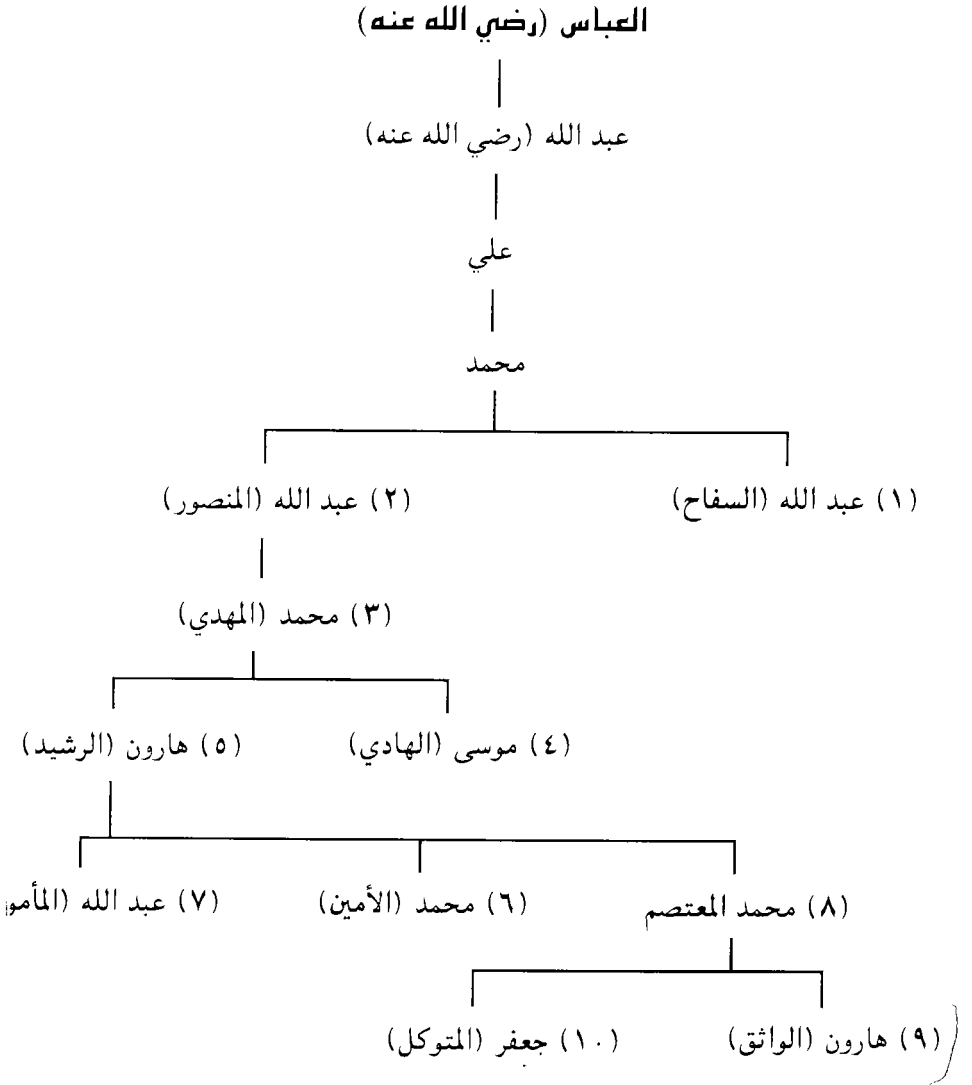 العباس (رضي الله عنه)
عبد الله (رضي الله عنه)
علي
محمد
(١) عبد الله (السفاح) (٢) عبد الله (المنصور)
(٣) محمد (المهدي)
(٤) موسى (الهادي) (٥) هارون (الرشيد)
(٨) محمد المعتصم (٦) محمد (الأمين) (٧) عبد الله (المأمو
(٩) هارون (الواثق) (١٠) جعفر (المتوكل)